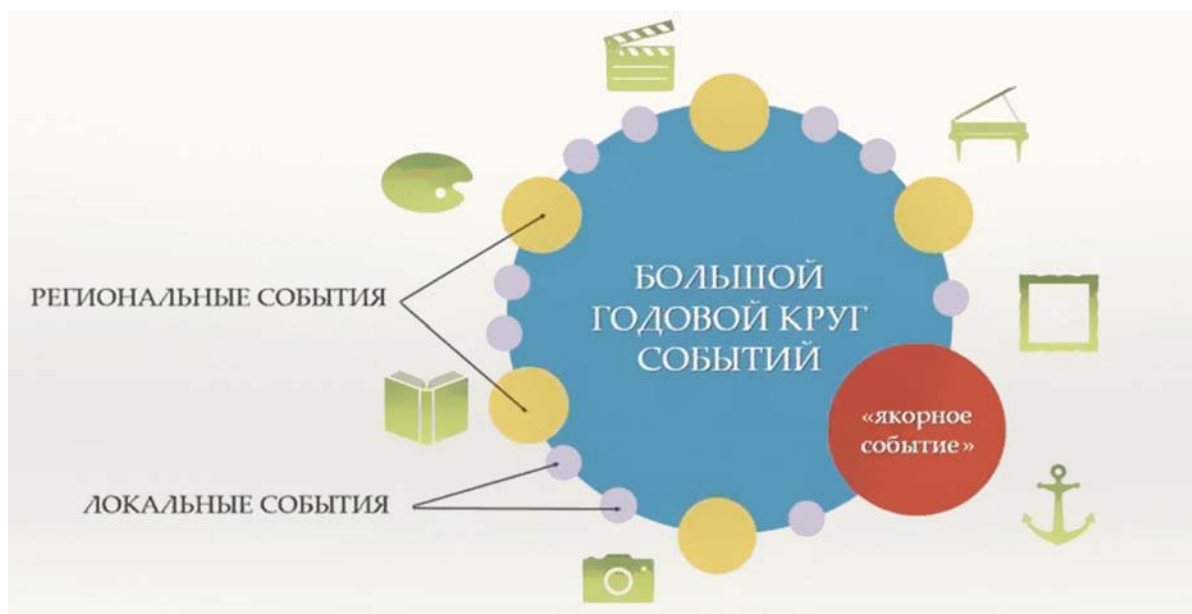 БОЛЬШОЙ
ГОДОВОЙ КРУГ
СОБЫТИЙ
РЕГИОНАЛЬНЫЕ СОБЫТИЯ
«якорное
событие»
ЛОКАЛЬНЫЕ СОБЫТИЯ